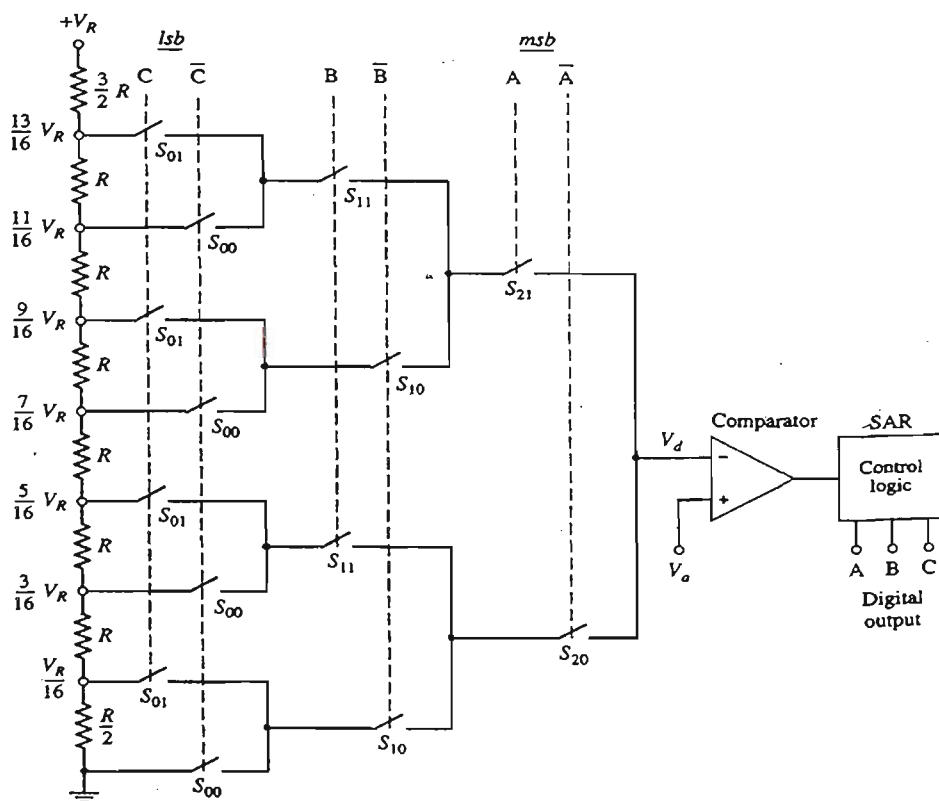 +V_R
lsb
msb
C
C̅
B
B̅
A
A̅
3/2 R
13/16 V_R
S_01
R
S_11
11/16 V_R
S_00
R
S_21
9/16 V_R
S_01
R
S_10
7/16 V_R
S_00
Comparator
SAR
R
V_d
−
Control
logic
5/16 V_R
S_01
+
R
S_11
V_a
A B C
3/16 V_R
S_00
Digital
output
R
S_20
V_R/16
S_01
R/2
S_10
S_00